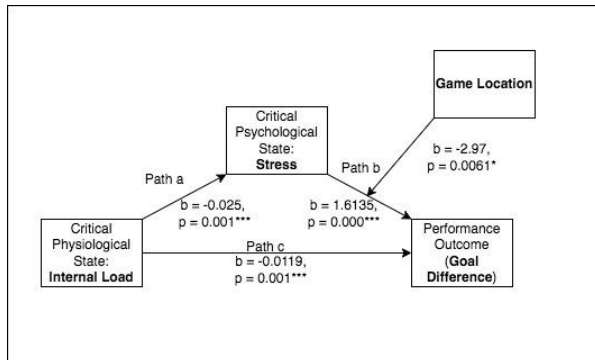 Game Location
Critical
Psychological
State:
Stress
b = -2.97,
p = 0.0061*
Path a
Path b
b = -0.025,
p = 0.001***
b = 1.6135,
p = 0.000***
Critical
Physiological
State:
Internal Load
Path c
b = -0.0119,
p = 0.001***
Performance
Outcome
(Goal
Difference)